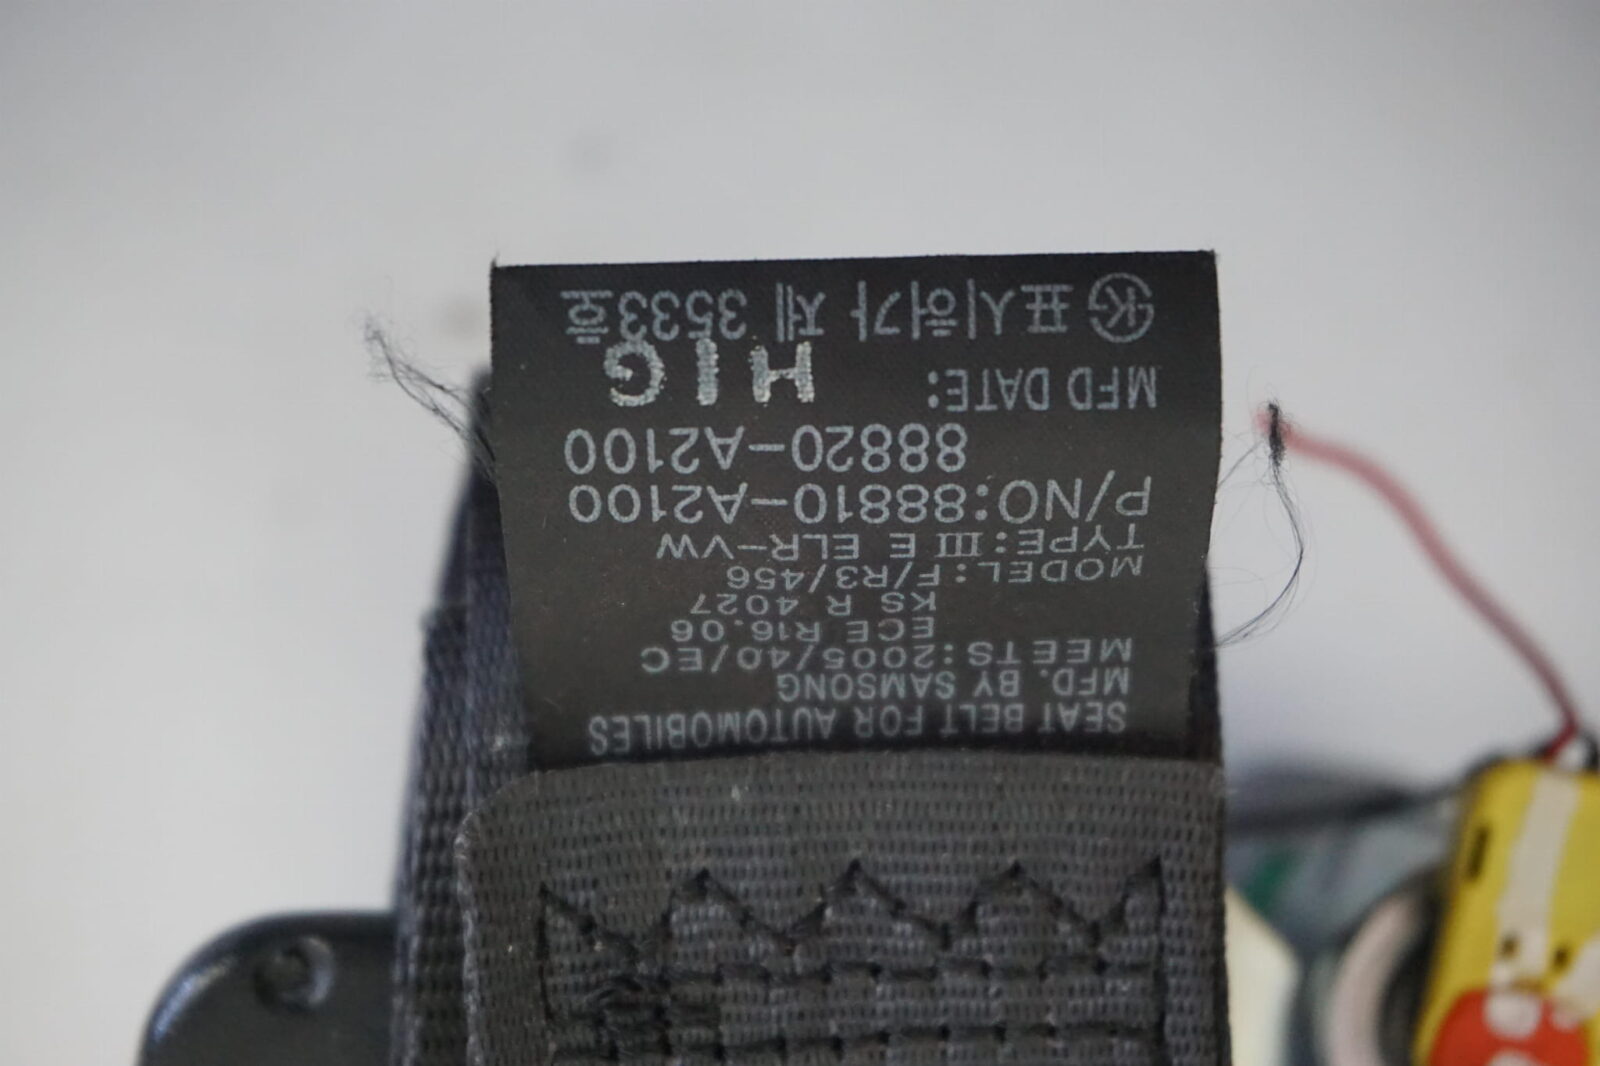 SEAT BELT FOR AUTOMOBILES
MFD. BY SAMSONG
MEETS:2005/40/EC
ECE R16.06
KS R 4027
MODEL:F/R3/456
TYPE:III E ELR-VW
P/NO:88810-A2100
88820-A2100
MFD DATE: H I G
㉿ 표시허가 제 3533호